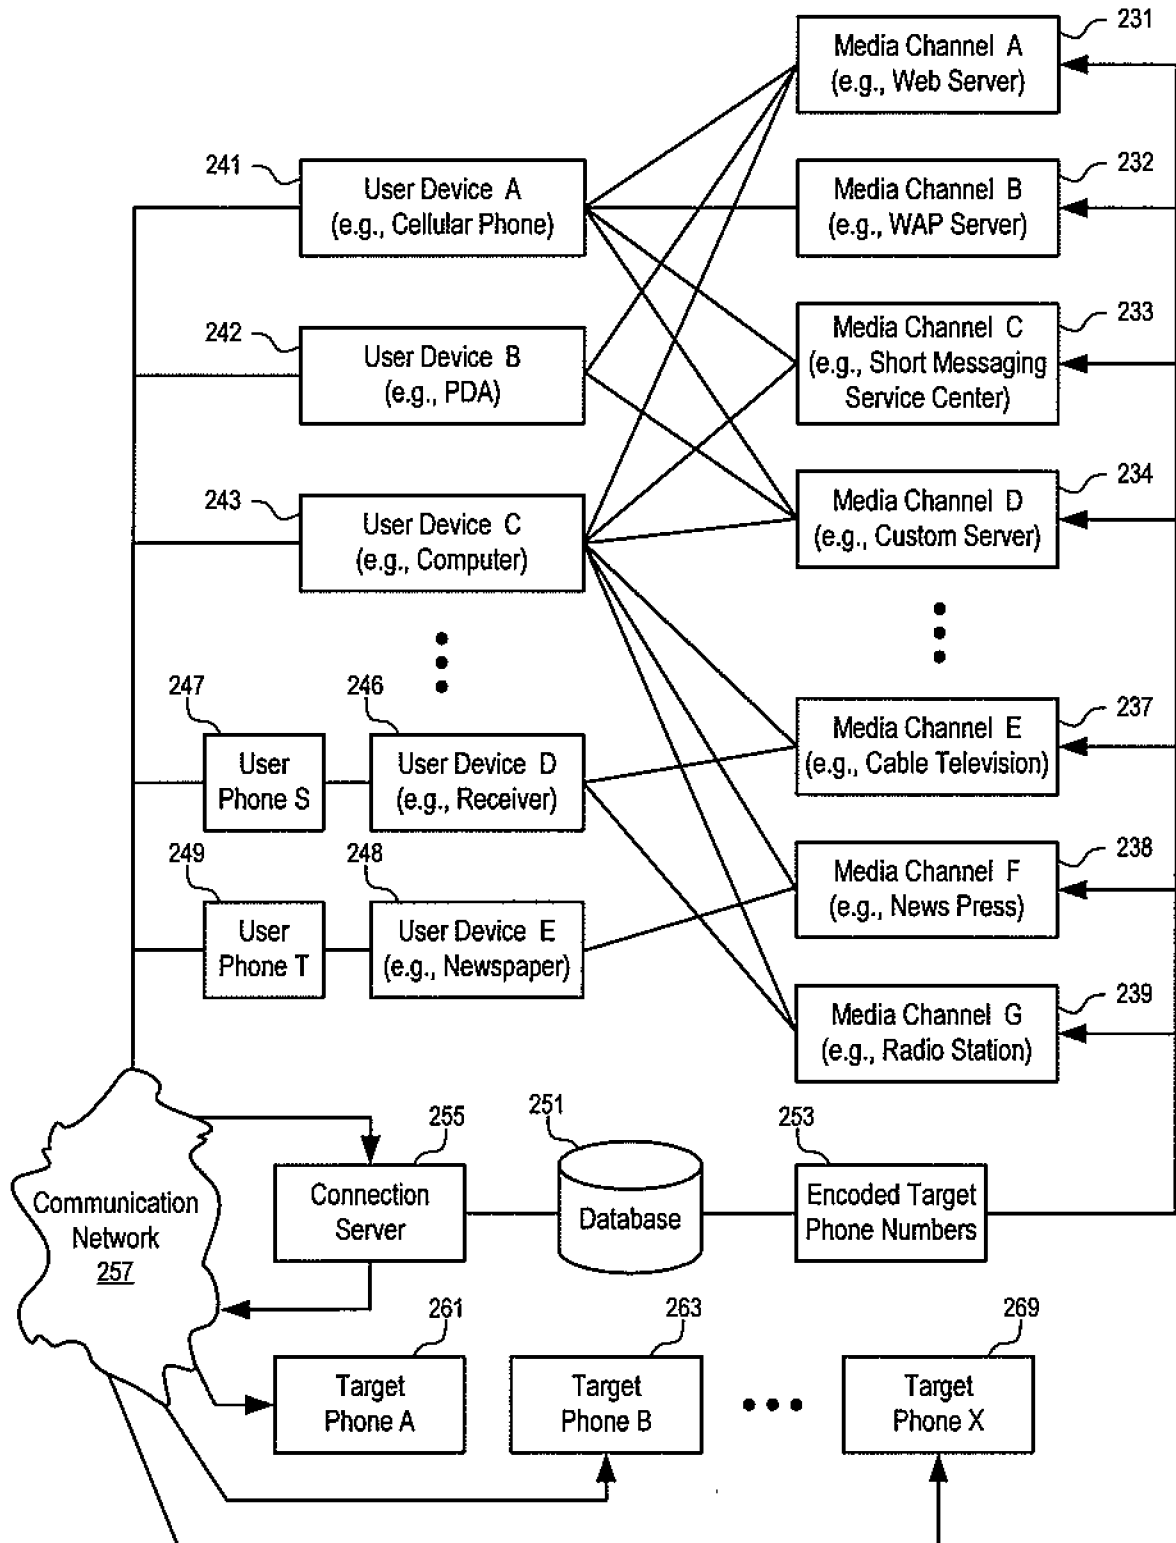 231
Media Channel A
(e.g., Web Server)
241
User Device A
(e.g., Cellular Phone)
232
Media Channel B
(e.g., WAP Server)
242
User Device B
(e.g., PDA)
233
Media Channel C
(e.g., Short Messaging
Service Center)
243
User Device C
(e.g., Computer)
234
Media Channel D
(e.g., Custom Server)
247
User
Phone S
246
User Device D
(e.g., Receiver)
237
Media Channel E
(e.g., Cable Television)
249
User
Phone T
248
User Device E
(e.g., Newspaper)
238
Media Channel F
(e.g., News Press)
239
Media Channel G
(e.g., Radio Station)
Communication
Network
257
255
Connection
Server
251
Database
253
Encoded Target
Phone Numbers
261
Target
Phone A
263
Target
Phone B
269
Target
Phone X